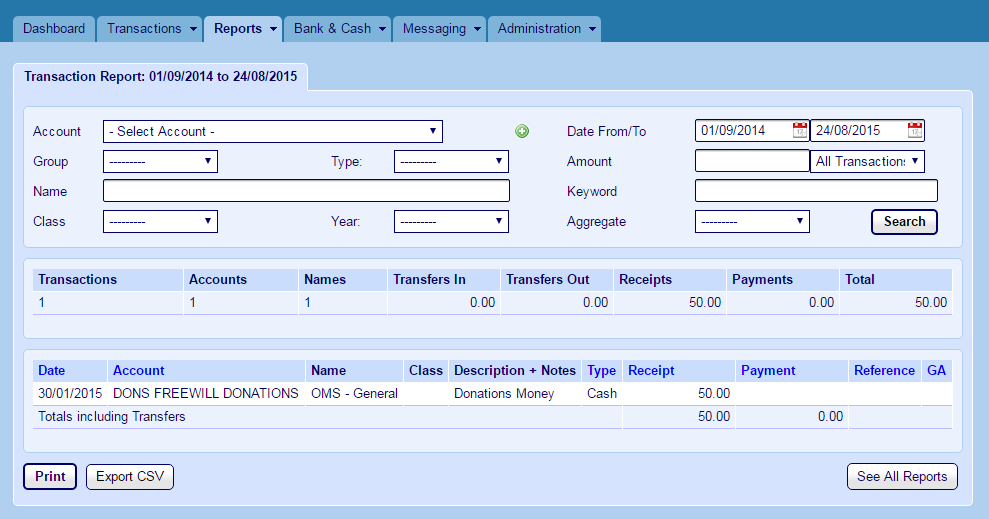 Dashboard Transactions Reports Bank & Cash Messaging Administration
Transaction Report: 01/09/2014 to 24/08/2015
Account - Select Account - Date From/To 01/09/2014 24/08/2015
Group --------- Type: --------- Amount All Transactions
Name Keyword
Class --------- Year: --------- Aggregate --------- Search
Transactions Accounts Names Transfers In Transfers Out Receipts Payments Total
1 1 1 0.00 0.00 50.00 0.00 50.00
Date Account Name Class Description + Notes Type Receipt Payment Reference GA
30/01/2015 DONS FREEWILL DONATIONS OMS - General Donations Money Cash 50.00
Totals including Transfers 50.00 0.00
Print Export CSV See All Reports